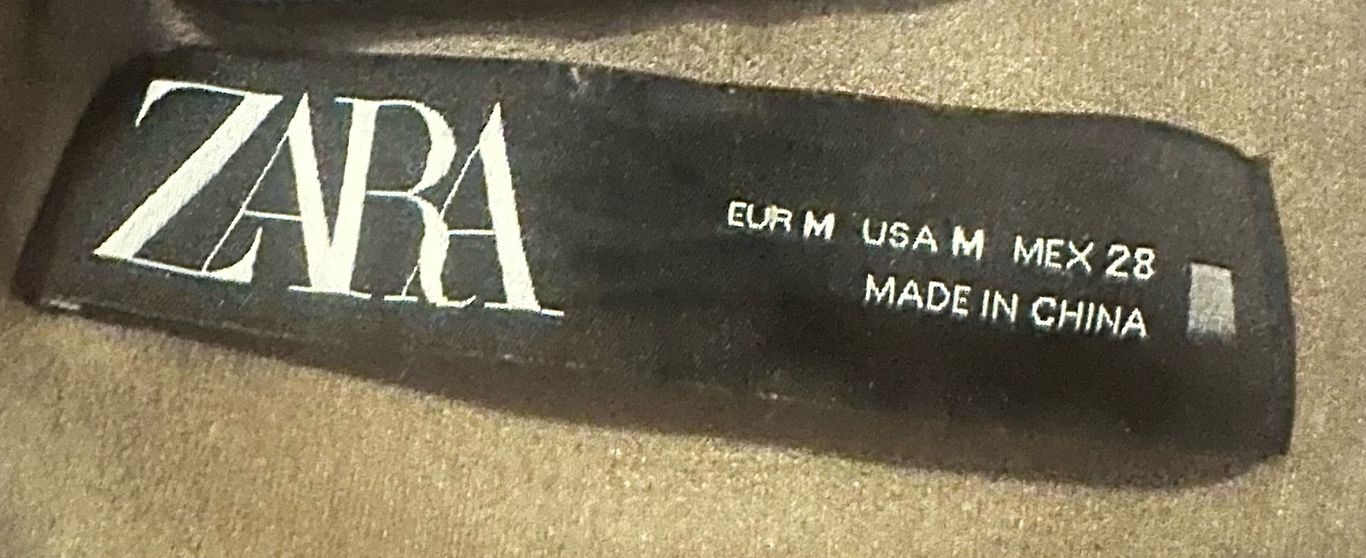 ZARA
EUR M USA M MEX 28
MADE IN CHINA